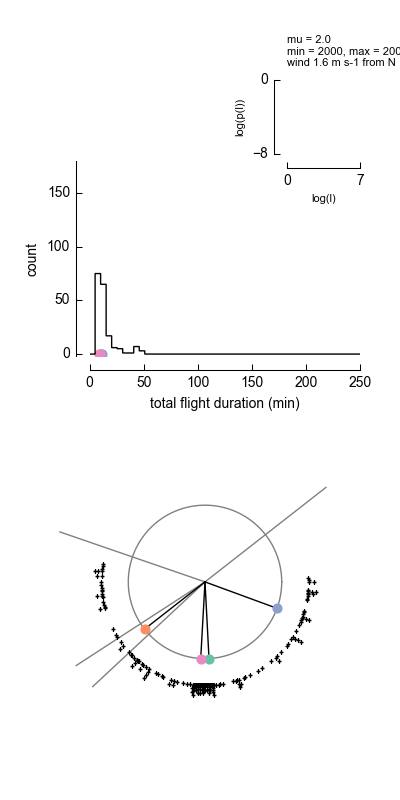 mu = 2.0
min = 2000, max = 200
wind 1.6 m s-1 from N
0
log(p(l))
−8
0 7
log(l)
150
count
100
50
0
0 50 100 150 200 250
total flight duration (min)